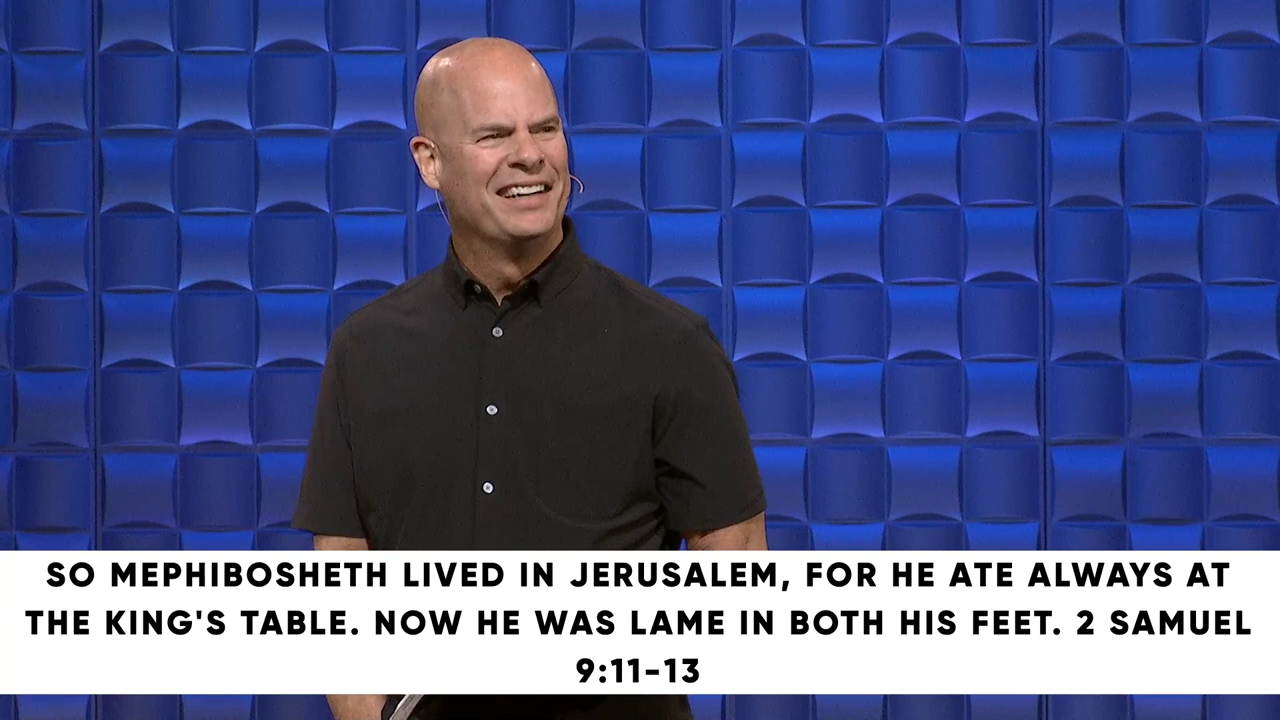 SO MEPHIBOSHETH LIVED IN JERUSALEM, FOR HE ATE ALWAYS AT
THE KING'S TABLE. NOW HE WAS LAME IN BOTH HIS FEET. 2 SAMUEL
9:11-13